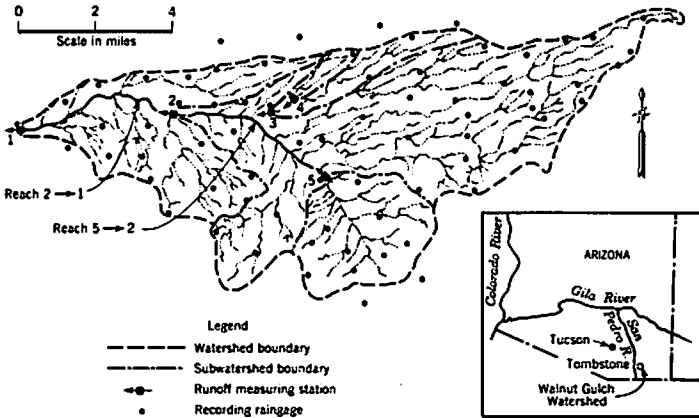 0 2 4
Scale in miles
1
2
3
4
5
Reach 2 → 1
Reach 5 → 2
Legend
Watershed boundary
Subwatershed boundary
Runoff measuring station
Recording raingage
ARIZONA
Colorado River
Gila River
San
Pedro R.
Tucson
Tombstone
Walnut Gulch
Watershed